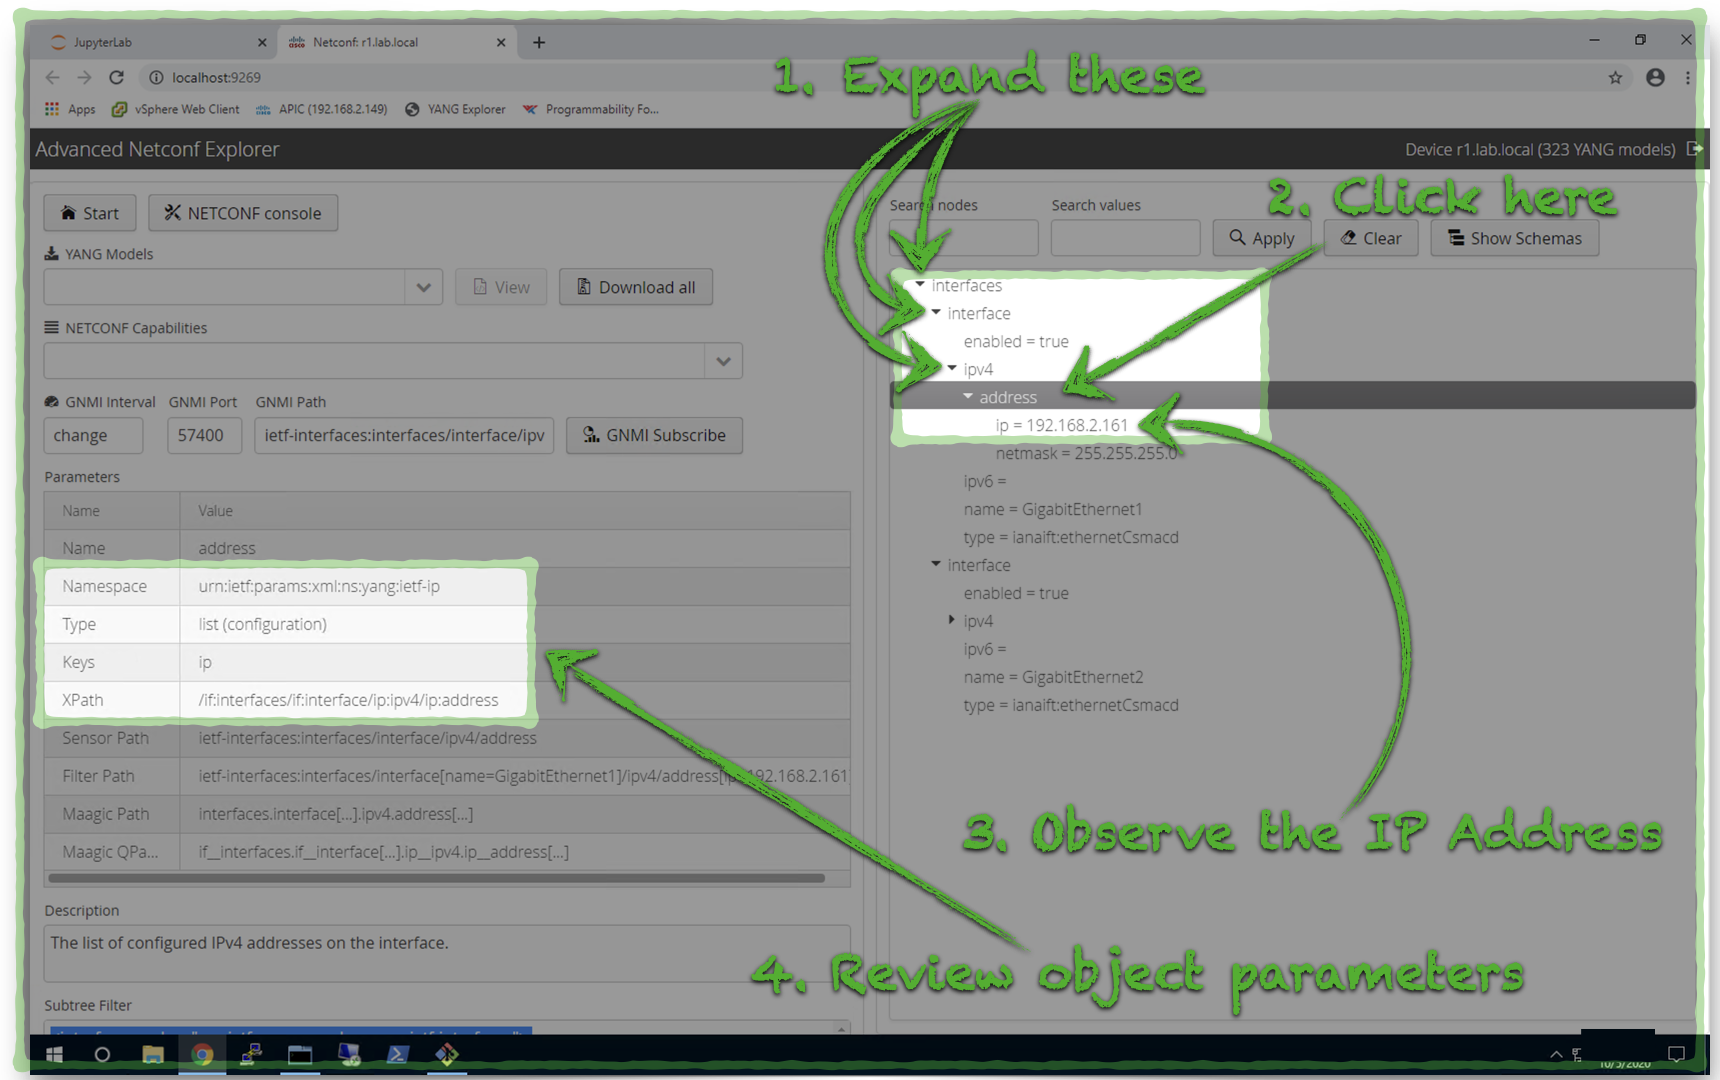 JupyterLab
Netconf: r1.lab.local
localhost:9269
Apps
vSphere Web Client
APIC (192.168.2.149)
YANG Explorer
Programmability Fo...
1. Expand these
Advanced Netconf Explorer
Device r1.lab.local (323 YANG models)
Start
NETCONF console
YANG Models
View
Download all
NETCONF Capabilities
GNMI Interval
GNMI Port
GNMI Path
change
57400
ietf-interfaces:interfaces/interface/ipv
GNMI Subscribe
Parameters
Name Value
Name address
Namespace urn:ietf:params:xml:ns:yang:ietf-ip
Type list (configuration)
Keys ip
XPath /if:interfaces/if:interface/ip:ipv4/ip:address
Sensor Path ietf-interfaces:interfaces/interface/ipv4/address
Filter Path ietf-interfaces:interfaces/interface[name=GigabitEthernet1]/ipv4/address[ip=192.168.2.161]
Maagic Path interfaces.interface[...].ipv4.address[...]
Maagic QPa... if__interfaces.if__interface[...].ip__ipv4.ip__address[...]
Description
The list of configured IPv4 addresses on the interface.
Subtree Filter
Search nodes
Search values
2. Click here
Apply
Clear
Show Schemas
interfaces
interface
enabled = true
ipv4
address
ip = 192.168.2.161
netmask = 255.255.255.0
ipv6 =
name = GigabitEthernet1
type = ianaift:ethernetCsmacd
interface
enabled = true
ipv4
ipv6 =
name = GigabitEthernet2
type = ianaift:ethernetCsmacd
3. Observe the IP Address
4. Review object parameters
10/5/2020